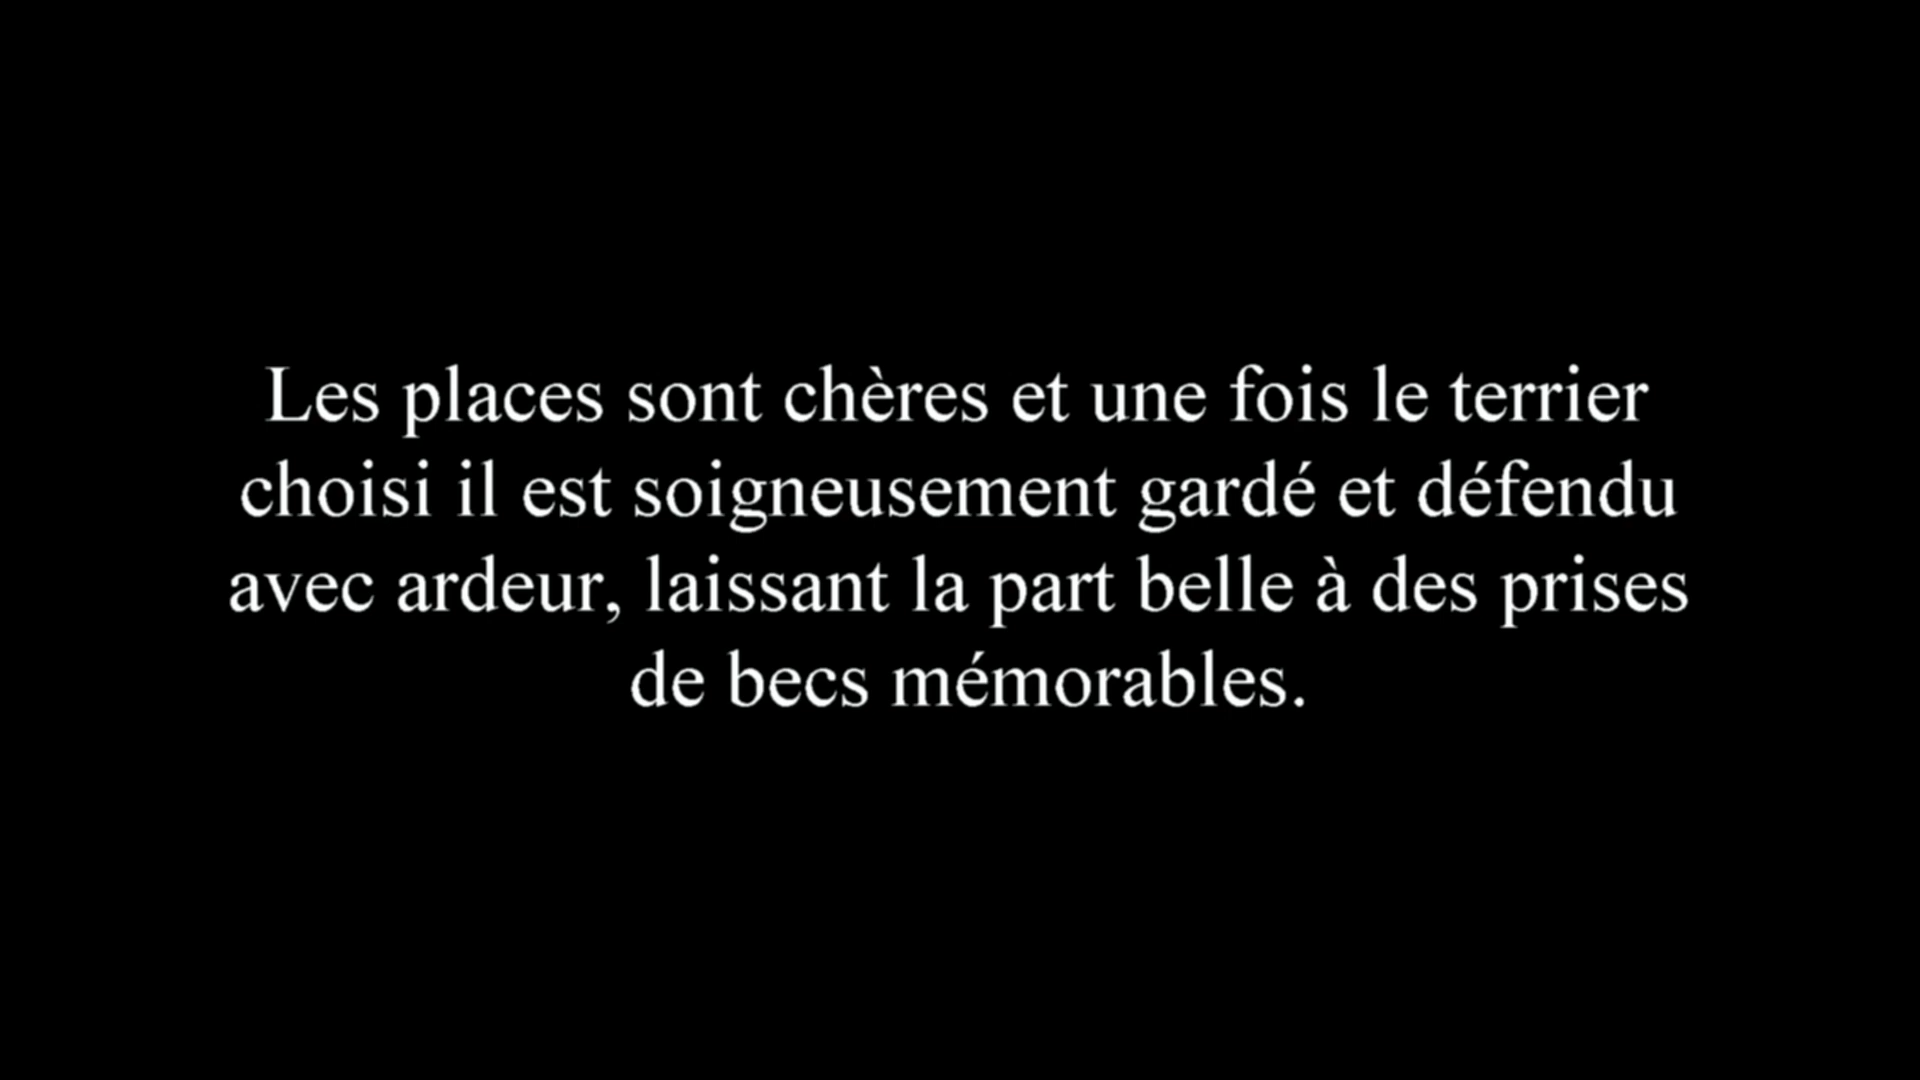 Les places sont chères et une fois le terrier
choisi il est soigneusement gardé et défendu
avec ardeur, laissant la part belle à des prises
de becs mémorables.